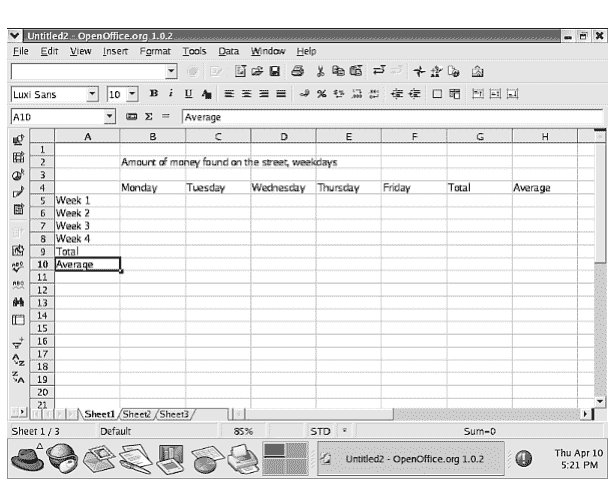 Untitled2 - OpenOffice.org 1.0.2
File Edit View Insert Format Tools Data Window Help
Luxi Sans 10 B i U A
A10 Σ = Average
A B C D E F G H
1
2 Amount of money found on the street, weekdays
3
4 Monday Tuesday Wednesday Thursday Friday Total Average
5 Week 1
6 Week 2
7 Week 3
8 Week 4
9 Total
10 Average
11
12
13
14
15
16
17
18
19
20
21
Sheet1 Sheet2 Sheet3
Sheet 1 / 3 Default 85% STD * Sum=0
Untitled2 - OpenOffice.org 1.0.2 Thu Apr 10
5:21 PM